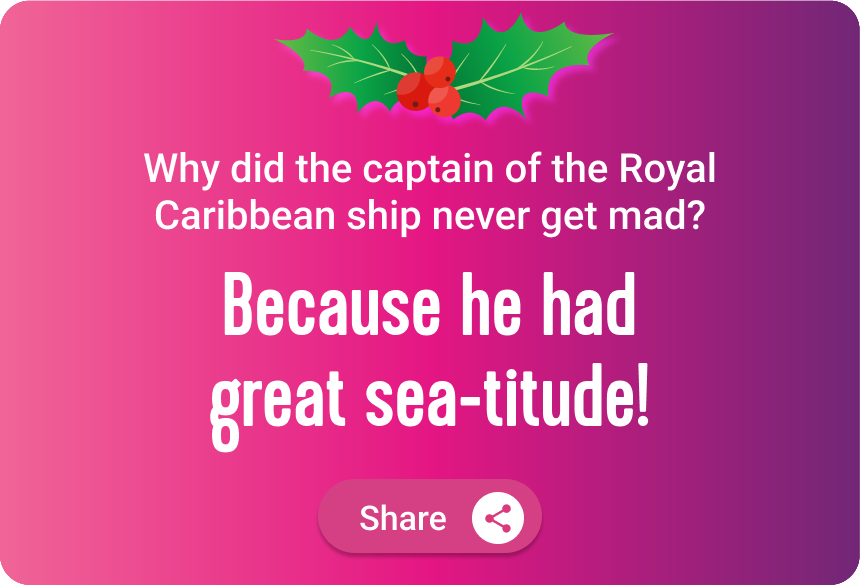 Why did the captain of the Royal
Caribbean ship never get mad?
Because he had
great sea-titude!
Share